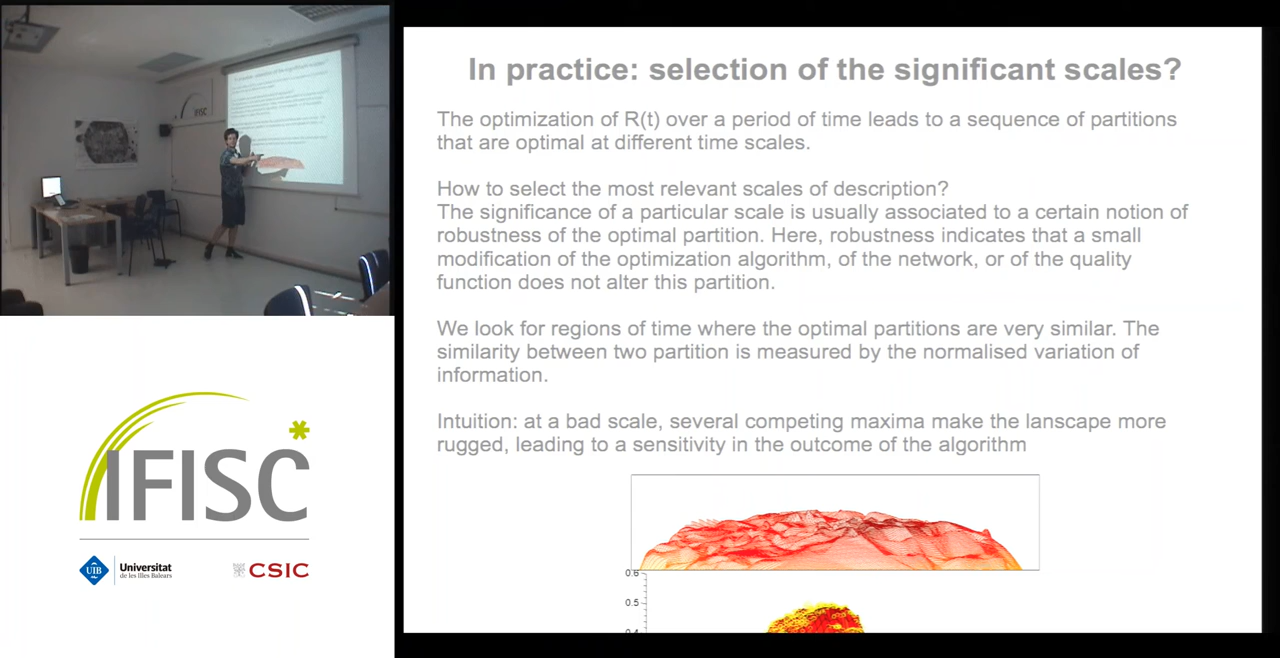 In practice: selection of the significant scales?
The optimization of R(t) over a period of time leads to a sequence of partitions
that are optimal at different time scales.
How to select the most relevant scales of description?
The significance of a particular scale is usually associated to a certain notion of
robustness of the optimal partition. Here, robustness indicates that a small
modification of the optimization algorithm, of the network, or of the quality
function does not alter this partition.
We look for regions of time where the optimal partitions are very similar. The
similarity between two partition is measured by the normalised variation of
information.
Intuition: at a bad scale, several competing maxima make the lanscape more
rugged, leading to a sensitivity in the outcome of the algorithm
0.6
0.5
IFISC
IFISC
UIB
Universitat
de les Illes Balears
CSIC